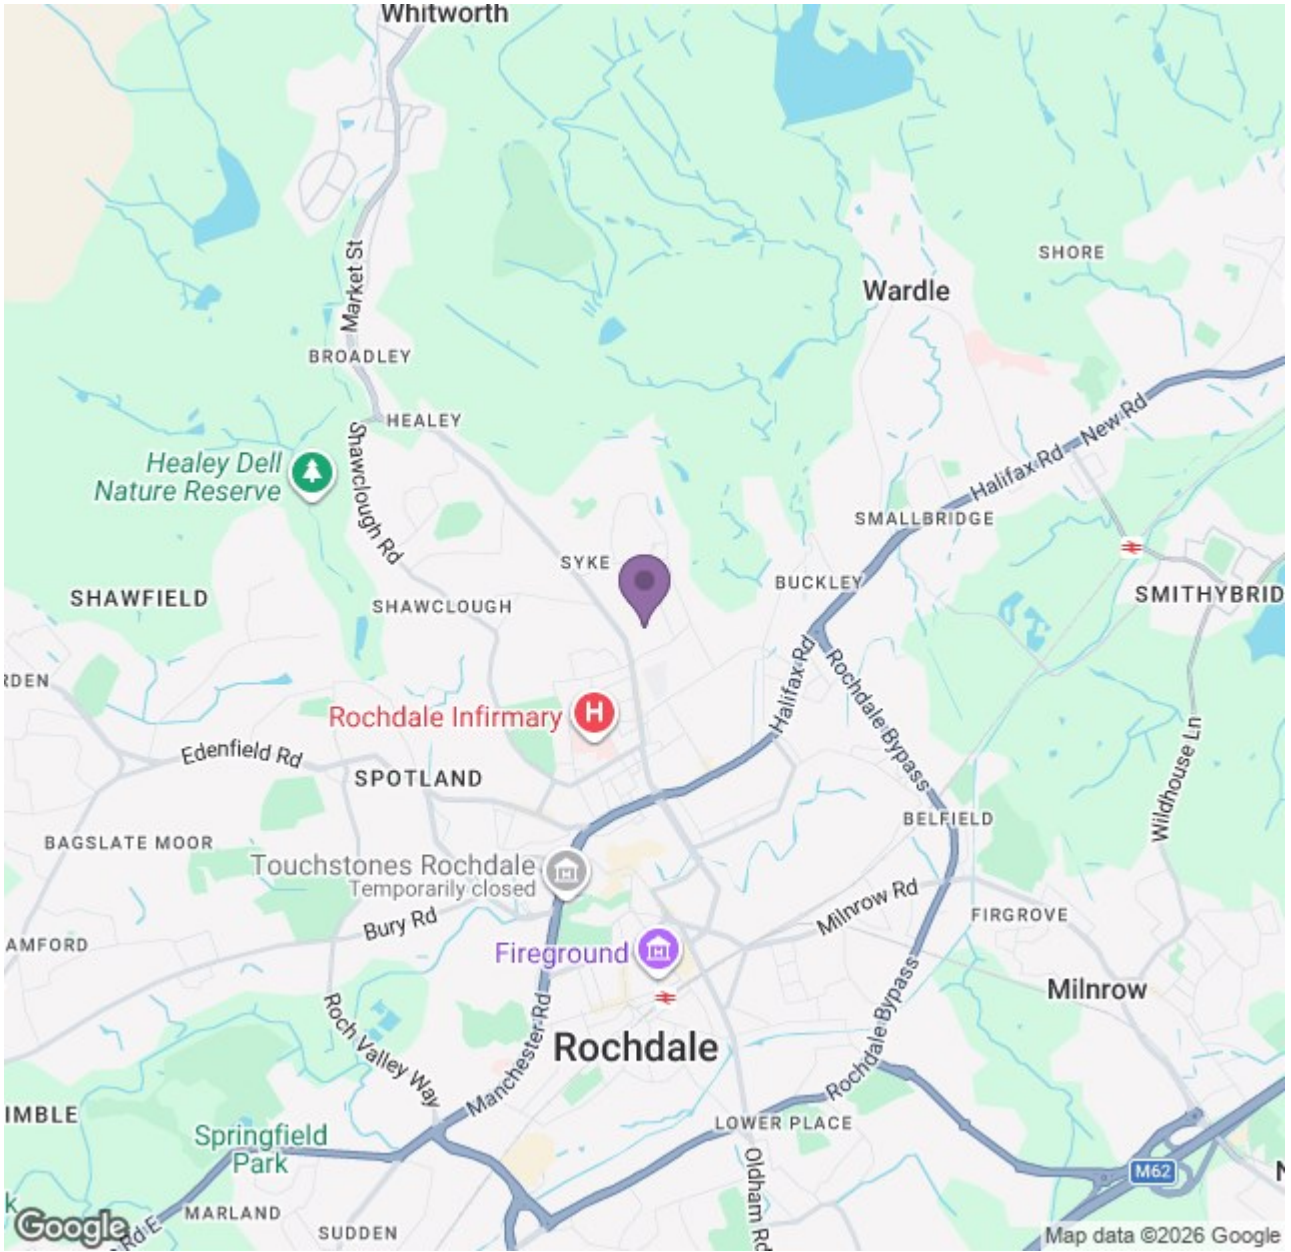 Whitworth
Market St
SHORE
Wardle
BROADLEY
HEALEY
Halifax Rd
New Rd
Healey Dell
Nature Reserve
Shawclough Rd
SMALLBRIDGE
SYKE
BUCKLEY
SHAWFIELD
SHAWCLOUGH
SMITHYBRID
Halifax Rd
Rochdale Bypass
RDEN
Rochdale Infirmary
H
Edenfield Rd
SPOTLAND
Wildhouse Ln
BELFIELD
BAGSLATE MOOR
Touchstones Rochdale
Temporarily closed
Milnrow Rd
Bury Rd
FIRGROVE
AMFORD
Fireground
Rochdale Bypass
Milnrow
Roch Valley Way
Manchester Rd
Rochdale
IMBLE
LOWER PLACE
Springfield
Park
Oldham Rd
M62
k
MARLAND
SUDDEN
Google
Rd E
Map data ©2026 Google